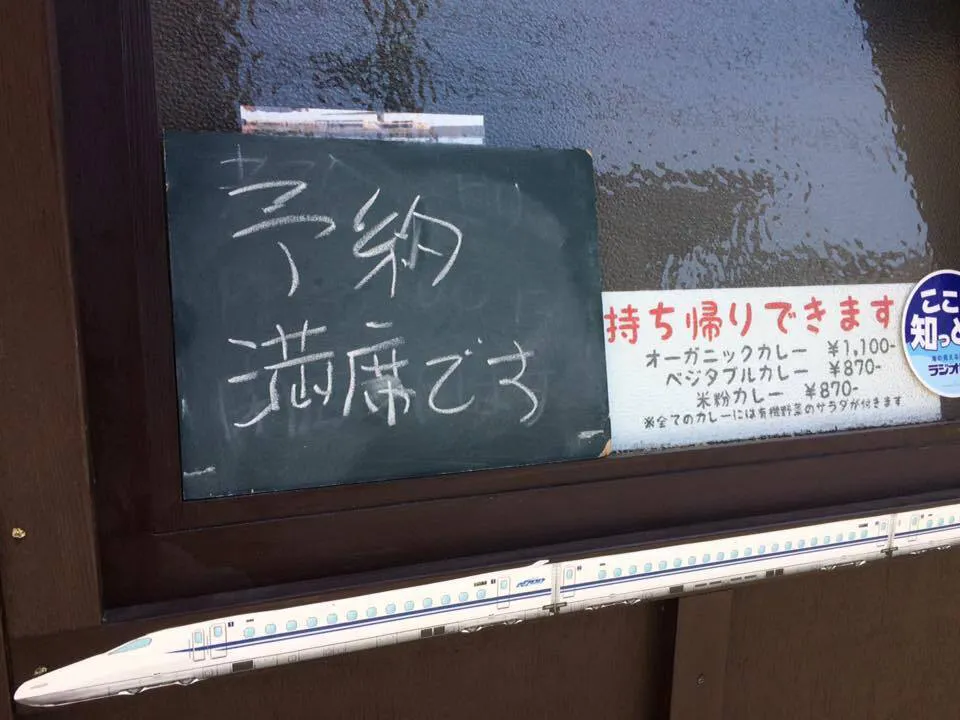 予約
満席です
持ち帰りできます
オーガニックカレー ¥1,100-
ベジタブルカレー ¥870-
米粉カレー ¥870-
※全てのカレーには有機野菜のサラダが付きます
ここ
知っと
ラジオ
N700